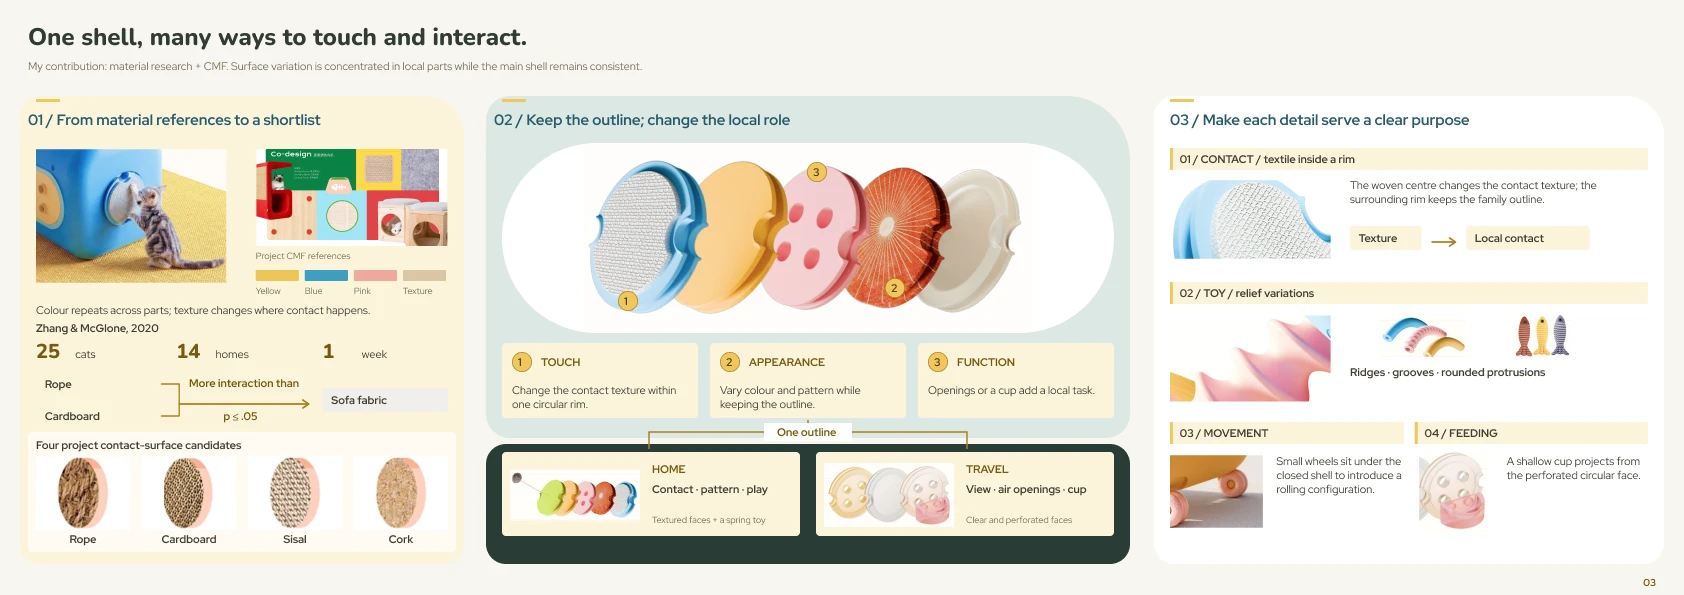 One shell, many ways to touch and interact.
My contribution: material research + CMF. Surface variation is concentrated in local parts while the main shell remains consistent.
01 / From material references to a shortlist
Co-design
Project CMF references
Yellow
Blue
Pink
Texture
Colour repeats across parts; texture changes where contact happens.
Zhang & McGlone, 2020
25 cats
14 homes
1 week
Rope
Cardboard
More interaction than
p ≤ .05
Sofa fabric
Four project contact-surface candidates
Rope
Cardboard
Sisal
Cork
02 / Keep the outline; change the local role
1
2
3
1 TOUCH
Change the contact texture within
one circular rim.
2 APPEARANCE
Vary colour and pattern while
keeping the outline.
3 FUNCTION
Openings or a cup add a local task.
One outline
HOME
Contact · pattern · play
Textured faces + a spring toy
TRAVEL
View · air openings · cup
Clear and perforated faces
03 / Make each detail serve a clear purpose
01 / CONTACT / textile inside a rim
The woven centre changes the contact texture; the
surrounding rim keeps the family outline.
Texture
Local contact
02 / TOY / relief variations
Ridges · grooves · rounded protrusions
03 / MOVEMENT
Small wheels sit under the
closed shell to introduce a
rolling configuration.
04 / FEEDING
A shallow cup projects from
the perforated circular face.
03